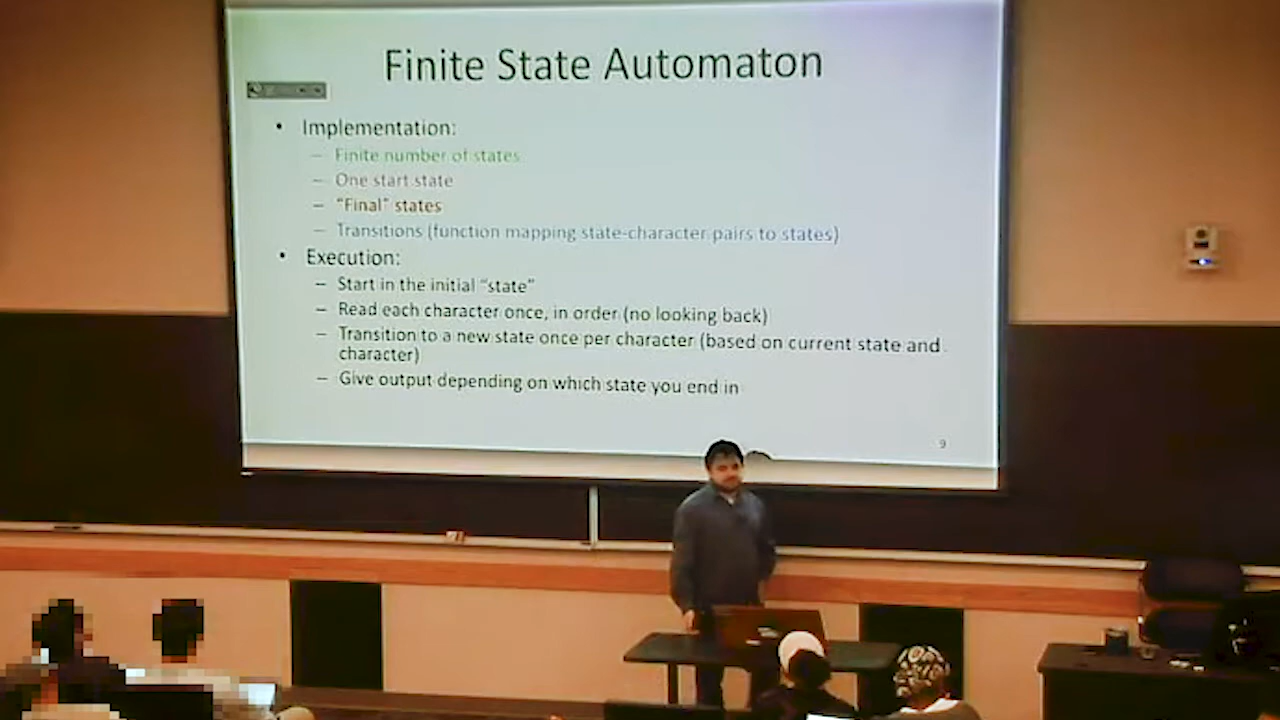 Finite State Automaton
• Implementation:
– Finite number of states
– One start state
– "Final" states
– Transitions (function mapping state-character pairs to states)
• Execution:
– Start in the initial "state"
– Read each character once, in order (no looking back)
– Transition to a new state once per character (based on current state and
character)
– Give output depending on which state you end in
9